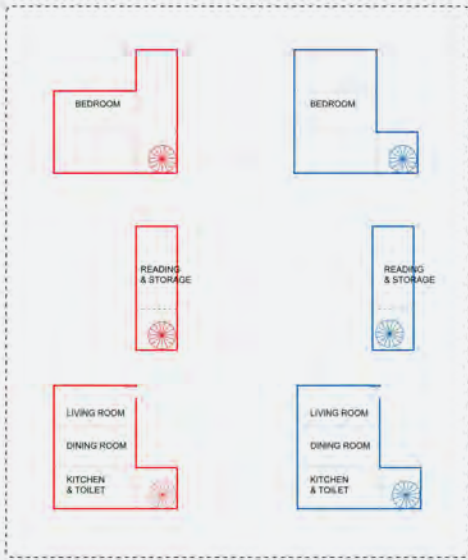 BEDROOM
BEDROOM
READING
& STORAGE
READING
& STORAGE
LIVING ROOM
DINING ROOM
KITCHEN
& TOILET
LIVING ROOM
DINING ROOM
KITCHEN
& TOILET